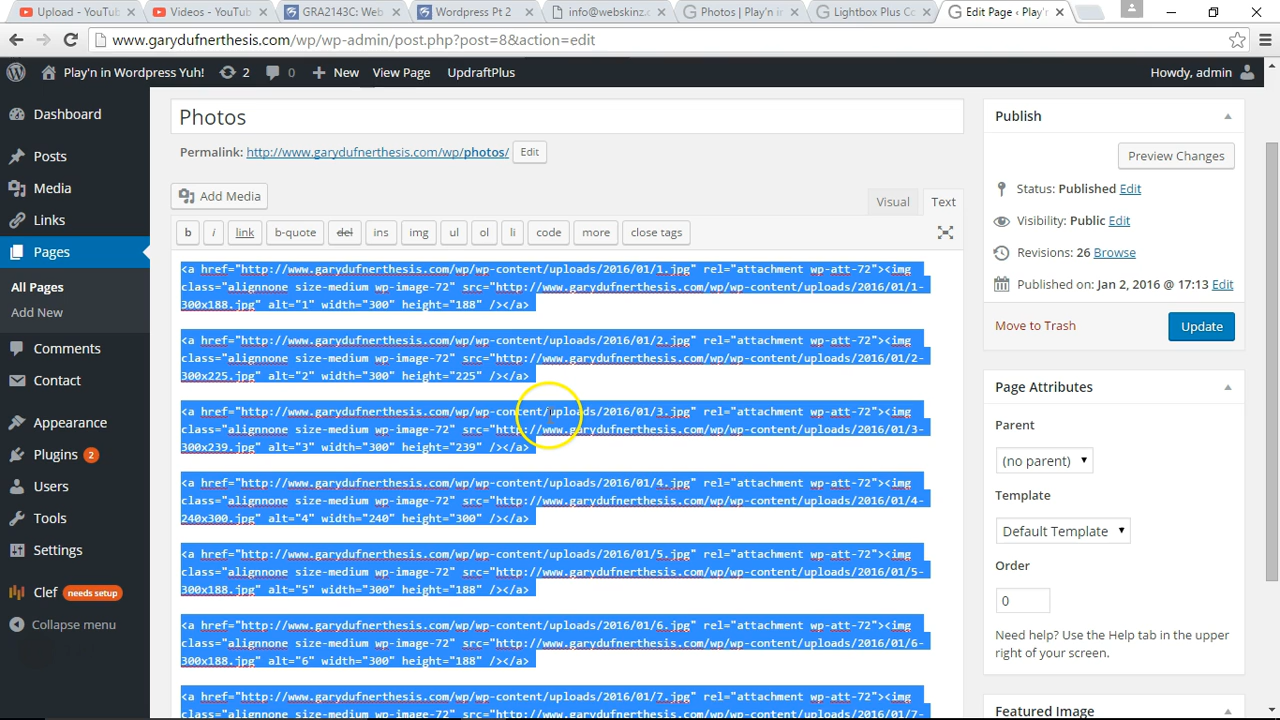 Upload - YouTub
Videos - YouTub
GRA2143C: Web
Wordpress Pt 2
info@webskinz.c
Photos | Play'n in
Lightbox Plus Co
Edit Page ‹ Play'n
www.garydufnerthesis.com/wp/wp-admin/post.php?post=8&action=edit
Play'n in Wordpress Yuh!
2
0
New
View Page
UpdraftPlus
Howdy, admin
Dashboard
Posts
Media
Links
Pages
All Pages
Add New
Comments
Contact
Appearance
Plugins 2
Users
Tools
Settings
Clef needs setup
Collapse menu
Photos
Permalink: http://www.garydufnerthesis.com/wp/photos/ Edit
Add Media
Visual Text
b i link b-quote del ins img ul ol li code more close tags
<a href="http://www.garydufnerthesis.com/wp/wp-content/uploads/2016/01/1.jpg" rel="attachment wp-att-72"><img
class="alignnone size-medium wp-image-72" src="http://www.garydufnerthesis.com/wp/wp-content/uploads/2016/01/1-
300x188.jpg" alt="1" width="300" height="188" /></a>
<a href="http://www.garydufnerthesis.com/wp/wp-content/uploads/2016/01/2.jpg" rel="attachment wp-att-72"><img
class="alignnone size-medium wp-image-72" src="http://www.garydufnerthesis.com/wp/wp-content/uploads/2016/01/2-
300x225.jpg" alt="2" width="300" height="225" /></a>
<a href="http://www.garydufnerthesis.com/wp/wp-content/uploads/2016/01/3.jpg" rel="attachment wp-att-72"><img
class="alignnone size-medium wp-image-72" src="http://www.garydufnerthesis.com/wp/wp-content/uploads/2016/01/3-
300x239.jpg" alt="3" width="300" height="239" /></a>
<a href="http://www.garydufnerthesis.com/wp/wp-content/uploads/2016/01/4.jpg" rel="attachment wp-att-72"><img
class="alignnone size-medium wp-image-72" src="http://www.garydufnerthesis.com/wp/wp-content/uploads/2016/01/4-
240x300.jpg" alt="4" width="240" height="300" /></a>
<a href="http://www.garydufnerthesis.com/wp/wp-content/uploads/2016/01/5.jpg" rel="attachment wp-att-72"><img
class="alignnone size-medium wp-image-72" src="http://www.garydufnerthesis.com/wp/wp-content/uploads/2016/01/5-
300x188.jpg" alt="5" width="300" height="188" /></a>
<a href="http://www.garydufnerthesis.com/wp/wp-content/uploads/2016/01/6.jpg" rel="attachment wp-att-72"><img
class="alignnone size-medium wp-image-72" src="http://www.garydufnerthesis.com/wp/wp-content/uploads/2016/01/6-
300x188.jpg" alt="6" width="300" height="188" /></a>
<a href="http://www.garydufnerthesis.com/wp/wp-content/uploads/2016/01/7.jpg" rel="attachment wp-att-72"><img
class="alignnone size-medium wp-image-72" src="http://www.garydufnerthesis.com/wp/wp-content/uploads/2016/01/7-
Publish
Preview Changes
Status: Published Edit
Visibility: Public Edit
Revisions: 26 Browse
Published on: Jan 2, 2016 @ 17:13 Edit
Move to Trash
Update
Page Attributes
Parent
(no parent)
Template
Default Template
Order
0
Need help? Use the Help tab in the upper
right of your screen.
Featured Image